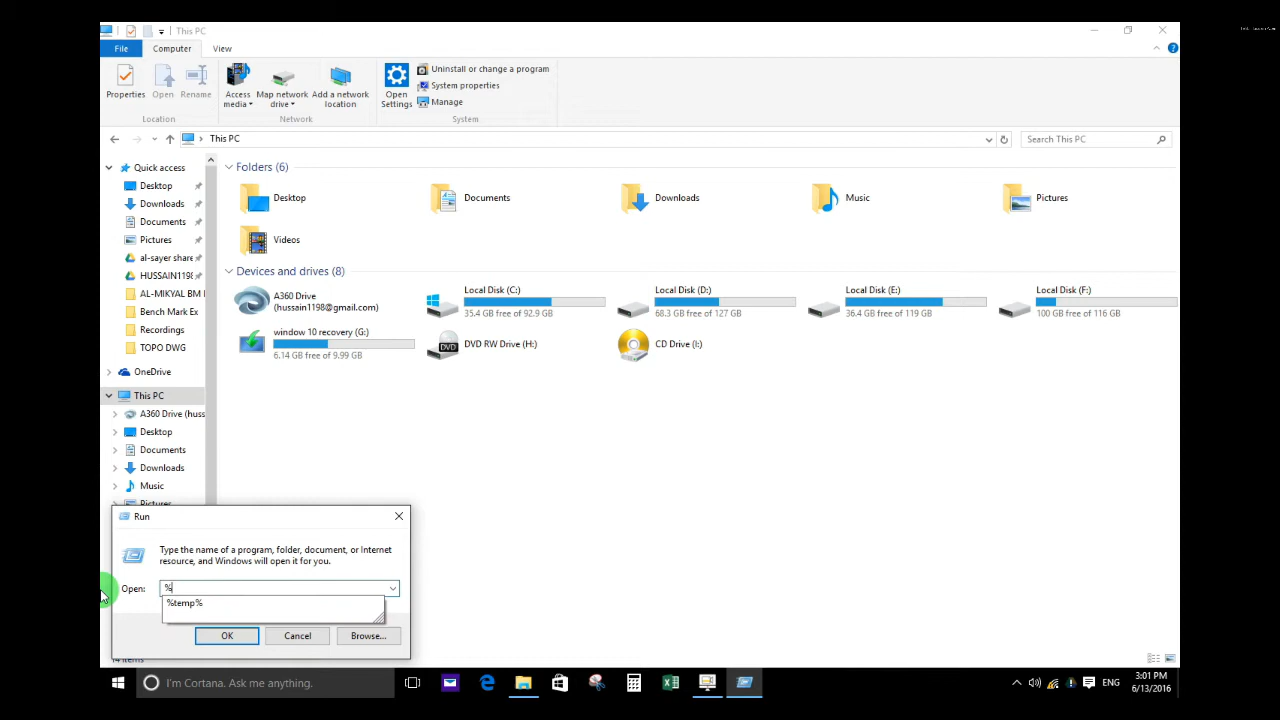 This PC
File
Computer
View
Properties
Open
Rename
Access media
Map network drive
Add a network location
Open Settings
Uninstall or change a program
System properties
Manage
Location
Network
System
This PC
Search This PC
Quick access
Desktop
Downloads
Documents
Pictures
al-sayer share
HUSSAIN1198
AL-MIKYAL BM
Bench Mark Ex
Recordings
TOPO DWG
OneDrive
This PC
A360 Drive (huss
Desktop
Documents
Downloads
Music
Pictures
Folders (6)
Desktop
Documents
Downloads
Music
Pictures
Videos
Devices and drives (8)
A360 Drive
(hussain1198@gmail.com)
Local Disk (C:)
35.4 GB free of 92.9 GB
Local Disk (D:)
68.3 GB free of 127 GB
Local Disk (E:)
36.4 GB free of 119 GB
Local Disk (F:)
100 GB free of 116 GB
window 10 recovery (G:)
6.14 GB free of 9.99 GB
DVD RW Drive (H:)
DVD
CD Drive (I:)
Run
Type the name of a program, folder, document, or Internet
resource, and Windows will open it for you.
Open: %
%temp%
OK
Cancel
Browse...
14 items
I'm Cortana. Ask me anything.
ENG
3:01 PM
6/13/2016